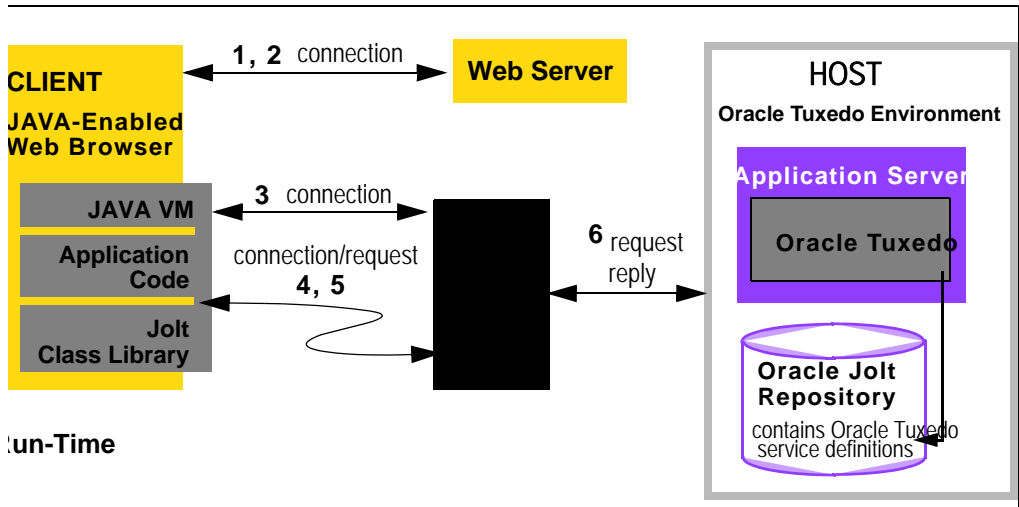 1, 2 connection
Web Server
HOST
Oracle Tuxedo Environment
CLIENT
JAVA-Enabled
Web Browser
Application Server
JAVA VM
3 connection
Oracle Tuxedo
Application
Code
connection/request
4, 5
6 request
reply
Jolt
Class Library
Oracle Jolt
Repository
contains Oracle Tuxedo
service definitions
un-Time